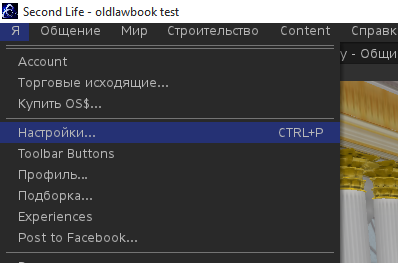 Second Life - oldlawbook test
Я Общение Мир Строительство Content Справк
у - Общи
Account
Торговые исходящие...
Купить OS$...
Настройки... CTRL+P
Toolbar Buttons
Профиль...
Подборка...
Experiences
Post to Facebook...